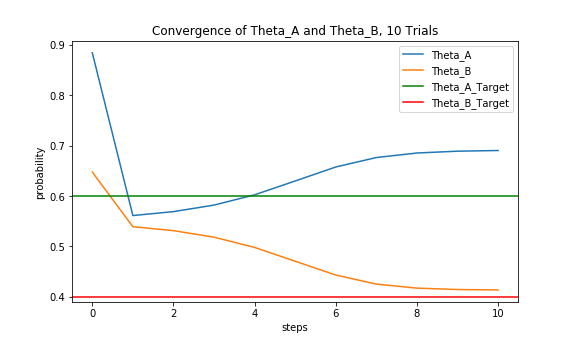 Convergence of Theta_A and Theta_B, 10 Trials
0.9
0.8
0.7
0.6
0.5
0.4
probability
0
2
4
6
8
10
steps
Theta_A
Theta_B
Theta_A_Target
Theta_B_Target